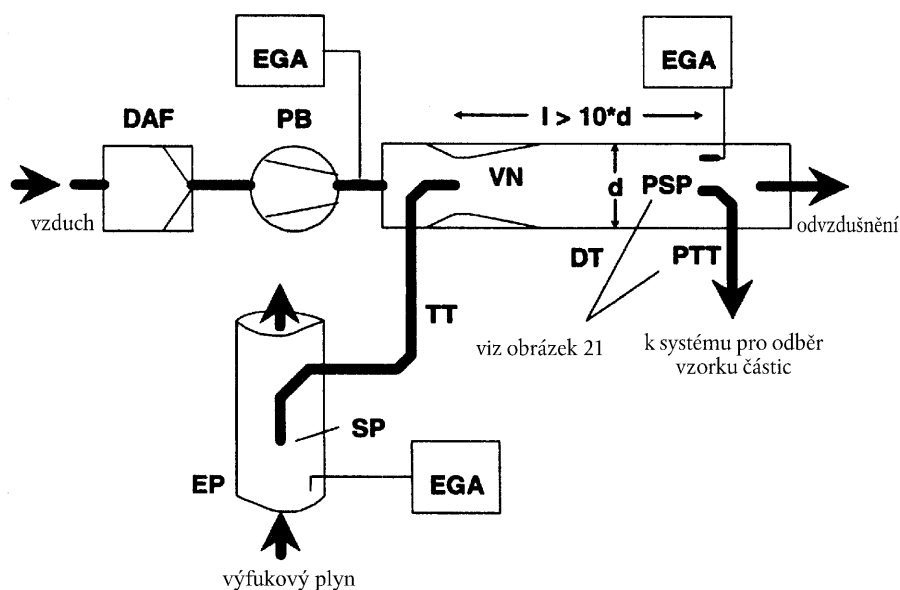 EGA
EGA
DAF
PB
l > 10*d
VN
d
PSP
vzduch
odvzdušnění
DT
PTT
TT
viz obrázek 21
k systému pro odběr
vzorku částic
SP
EP
EGA
výfukový plyn